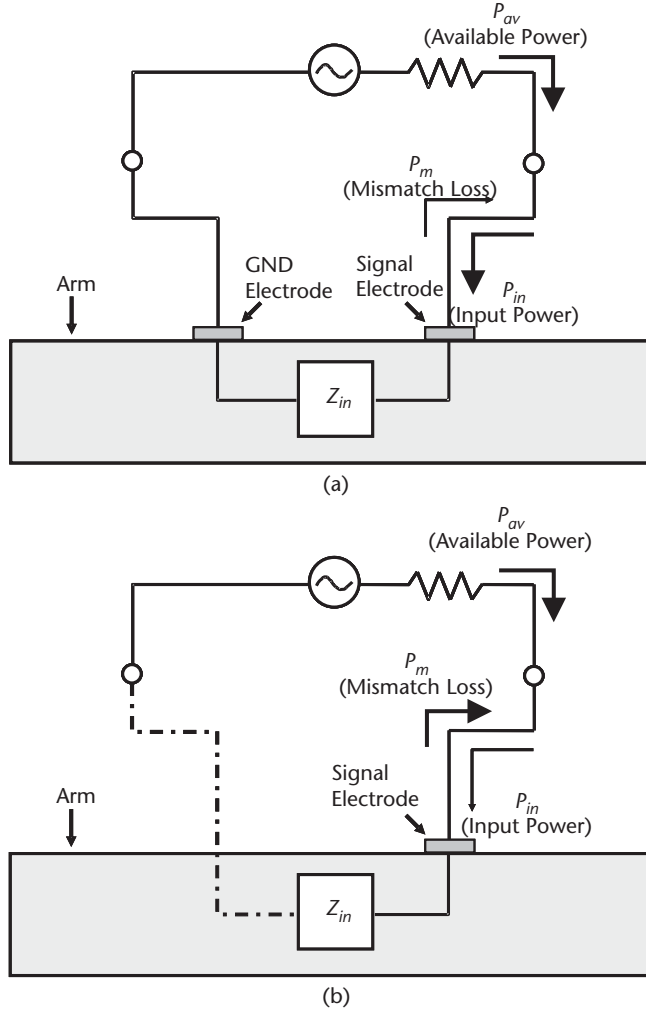 P_av
(Available Power)
P_m
(Mismatch Loss)
Arm
GND
Electrode
Signal
Electrode
P_in
(Input Power)
Z_in
(a)
P_av
(Available Power)
P_m
(Mismatch Loss)
Signal
Electrode
Arm
P_in
(Input Power)
Z_in
(b)